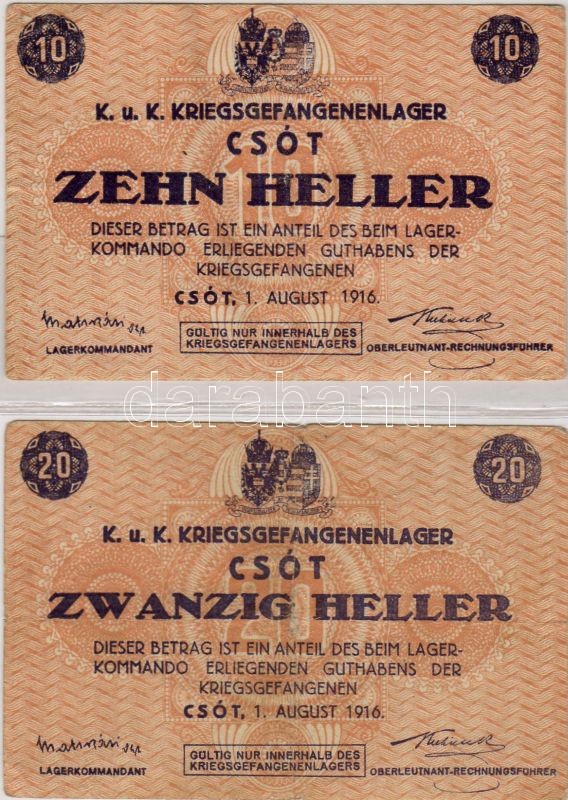 10 10
K. u. K. KRIEGSGEFANGENENLAGER
CSÓT
ZEHN HELLER
10
DIESER BETRAG IST EIN ANTEIL DES BEIM LAGER-
KOMMANDO ERLIEGENDEN GUTHABENS DER
KRIEGSGEFANGENEN
CSÓT, 1. AUGUST 1916.
LAGERKOMMANDANT
GÜLTIG NUR INNERHALB DES
KRIEGSGEFANGENENLAGERS
OBERLEUTNANT-RECHNUNGSFÜHRER
darabanth
20 20
K. u. K. KRIEGSGEFANGENENLAGER
CSÓT
ZWANZIG HELLER
20
DIESER BETRAG IST EIN ANTEIL DES BEIM LAGER-
KOMMANDO ERLIEGENDEN GUTHABENS DER
KRIEGSGEFANGENEN
CSÓT, 1. AUGUST 1916.
LAGERKOMMANDANT
GÜLTIG NUR INNERHALB DES
KRIEGSGEFANGENENLAGERS
OBERLEUTNANT-RECHNUNGSFÜHRER